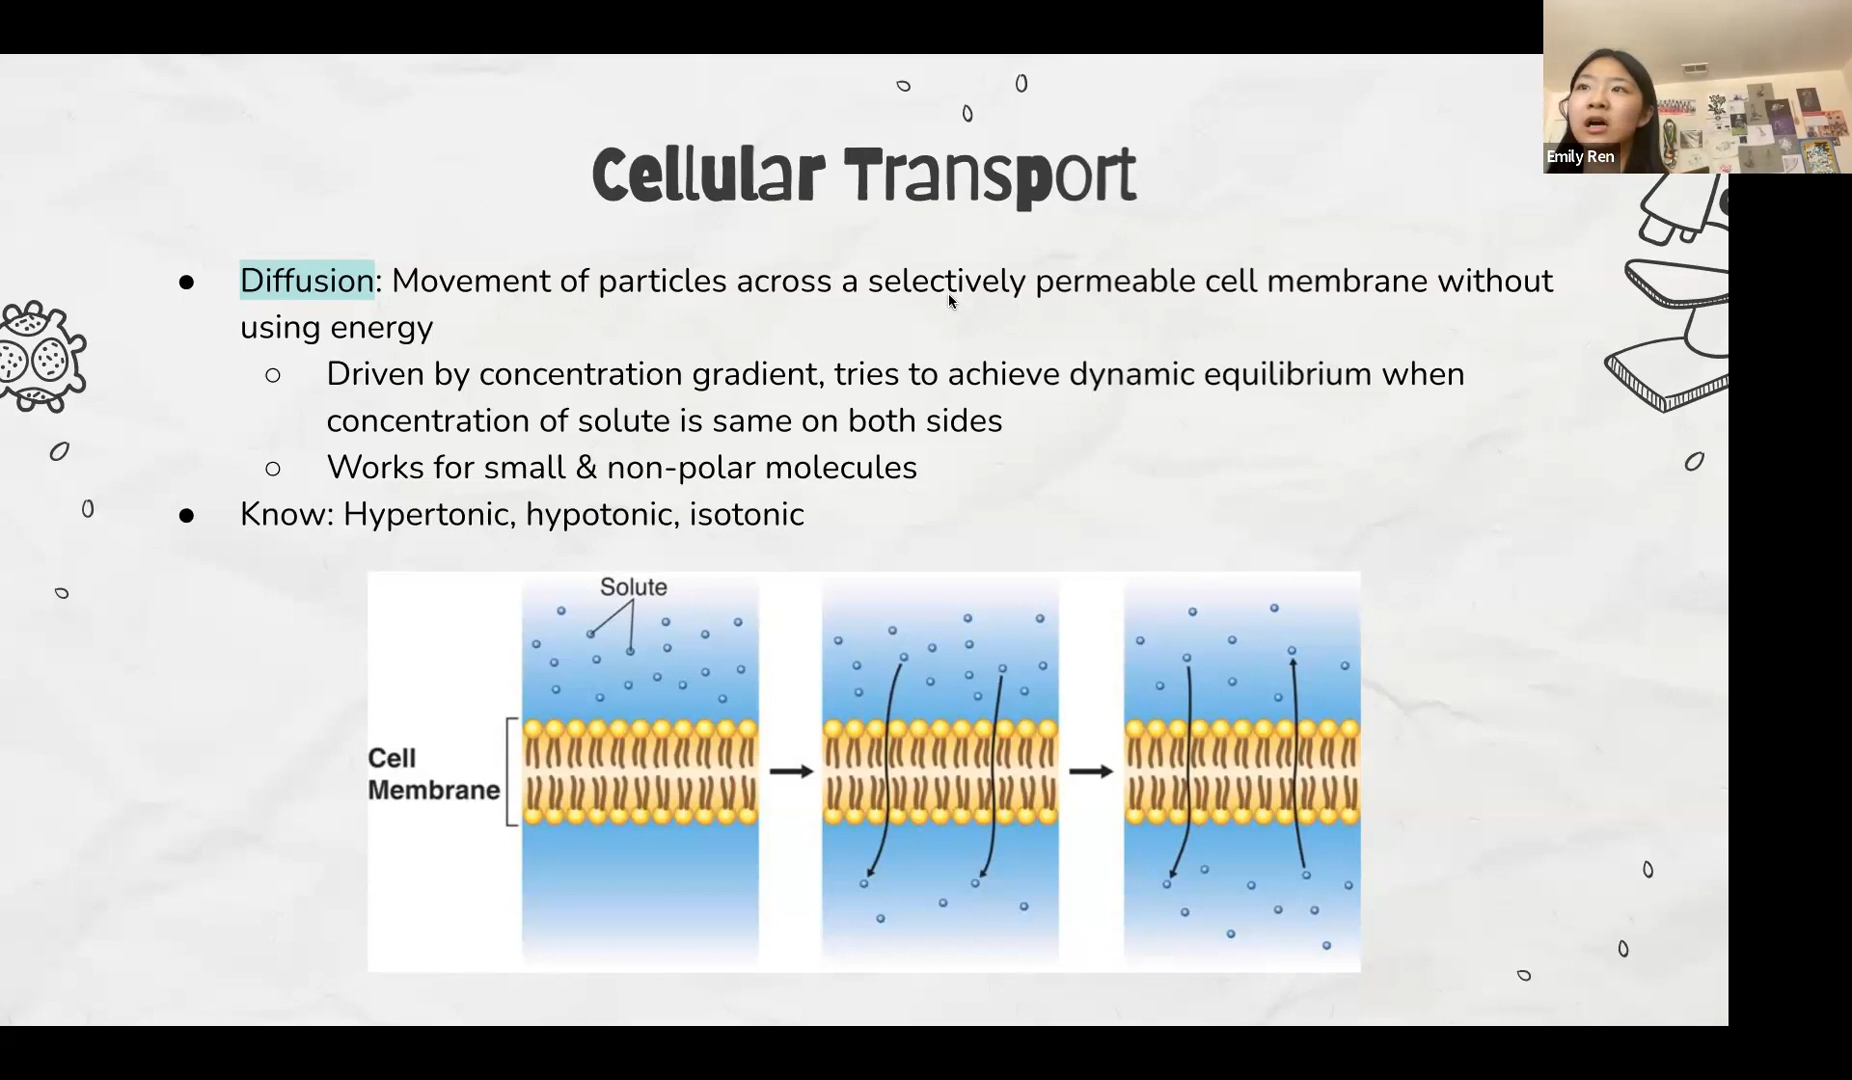 Cellular Transport
Emily Ren
● Diffusion: Movement of particles across a selectively permeable cell membrane without
using energy
○ Driven by concentration gradient, tries to achieve dynamic equilibrium when
concentration of solute is same on both sides
○ Works for small & non-polar molecules
● Know: Hypertonic, hypotonic, isotonic
Solute
Cell
Membrane